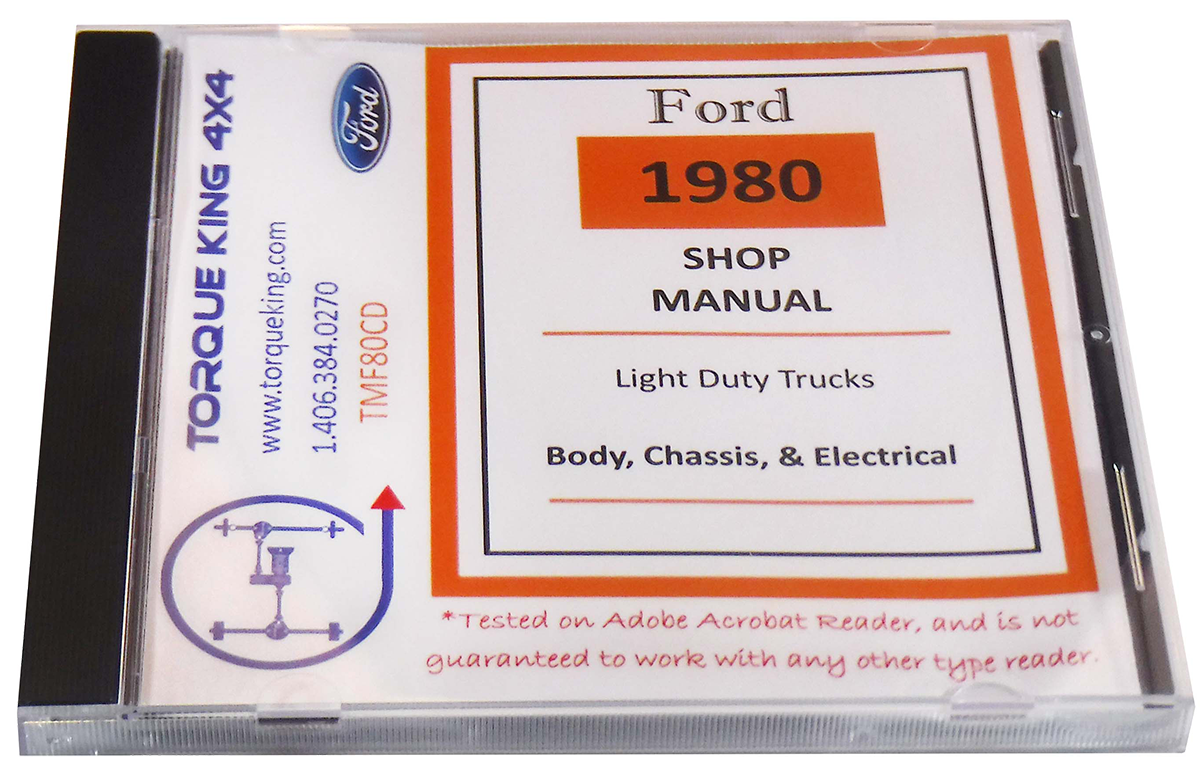 TORQUE KING 4X4
www.torqueking.com
1.406.384.0270
TMF80CD
Ford
Ford
1980
SHOP
MANUAL
Light Duty Trucks
Body, Chassis, & Electrical
*Tested on Adobe Acrobat Reader, and is not
guaranteed to work with any other type reader.